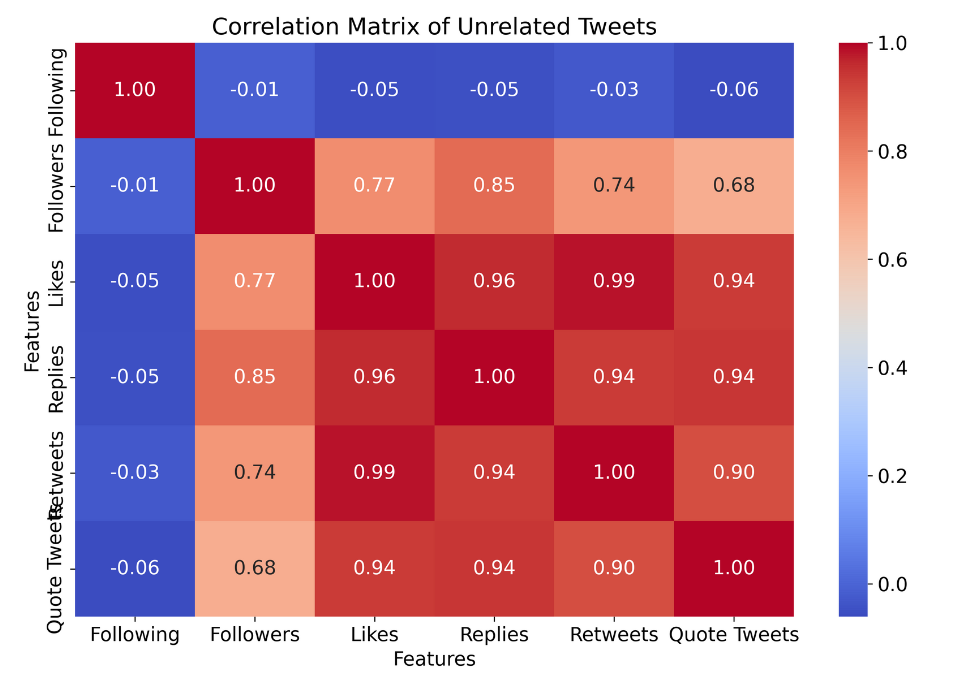 Correlation Matrix of Unrelated Tweets
Following 1.00 -0.01 -0.05 -0.05 -0.03 -0.06
Followers -0.01 1.00 0.77 0.85 0.74 0.68
Likes -0.05 0.77 1.00 0.96 0.99 0.94
Replies -0.05 0.85 0.96 1.00 0.94 0.94
Retweets -0.03 0.74 0.99 0.94 1.00 0.90
Quote Tweets -0.06 0.68 0.94 0.94 0.90 1.00
Features
Following Followers Likes Replies Retweets Quote Tweets
Features
1.0
0.8
0.6
0.4
0.2
0.0